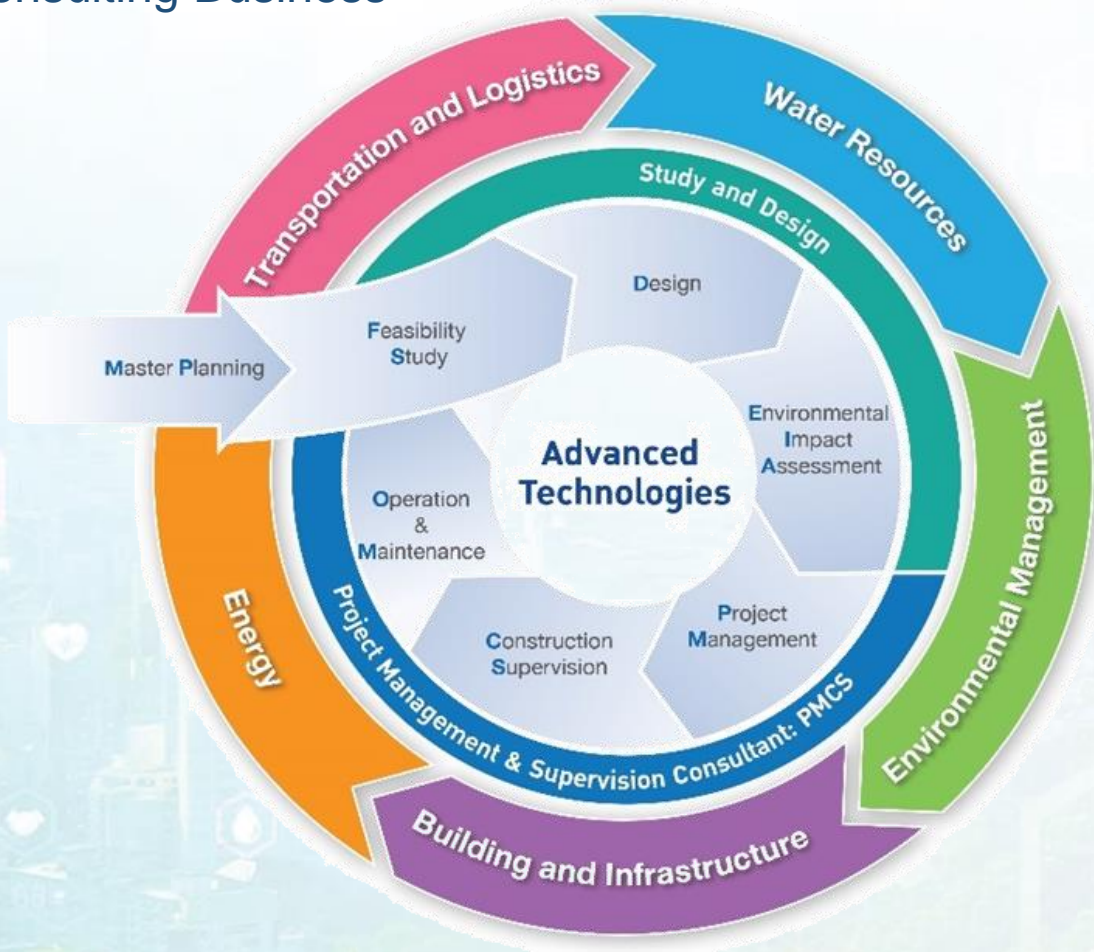 onsulting Business
Transportation and Logistics
Water Resources
Study and Design
Design
Feasibility
Study
Master Planning
Environmental
Impact
Assessment
Advanced
Technologies
Environmental Management
Operation
&
Maintenance
Project
Management
Construction
Supervision
Energy
Project Management & Supervision Consultant: PMCS
Building and Infrastructure